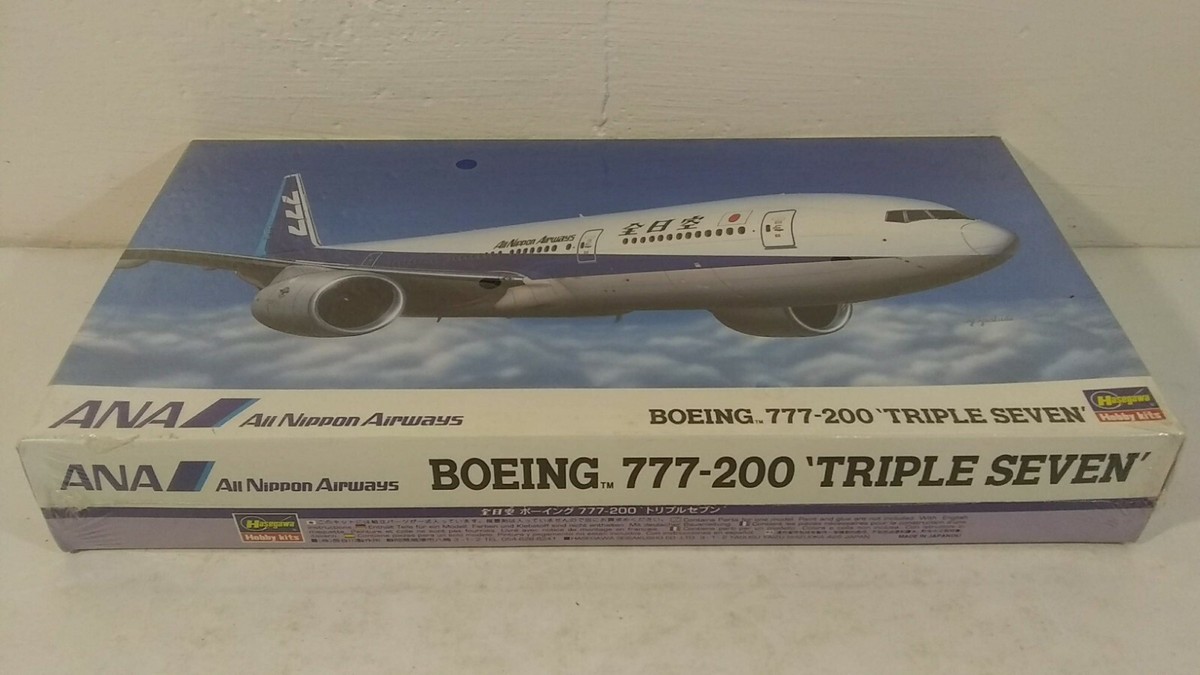 777
All Nippon Airways
全日空
ANA All Nippon Airways
BOEING™ 777-200 'TRIPLE SEVEN'
Hasegawa
Hobby kits
ANA All Nippon Airways
BOEING™ 777-200 'TRIPLE SEVEN'
全日空 ボーイング 777-200 'トリプルセブン'
Hasegawa
Hobby kits
MADE IN JAPAN